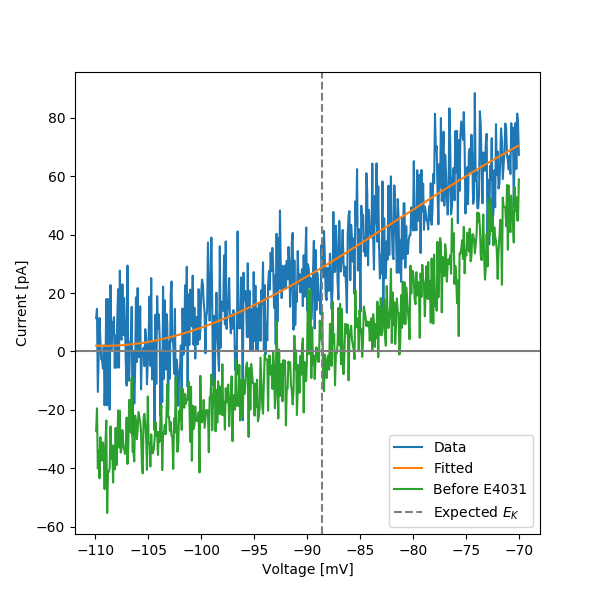 80
60
40
20
0
−20
−40
−60
Current [pA]
Data
Fitted
Before E4031
Expected E_K
−110 −105 −100 −95 −90 −85 −80 −75 −70
Voltage [mV]